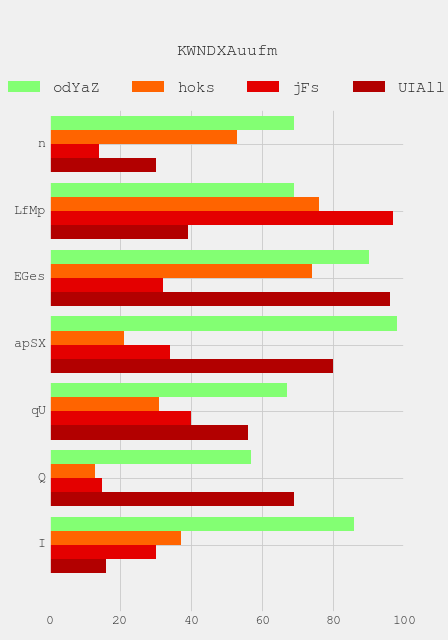 KWNDXAuufm
odYaZ hoks jFs UIAll
n
LfMp
EGes
apSX
qU
Q
I
0 20 40 60 80 100